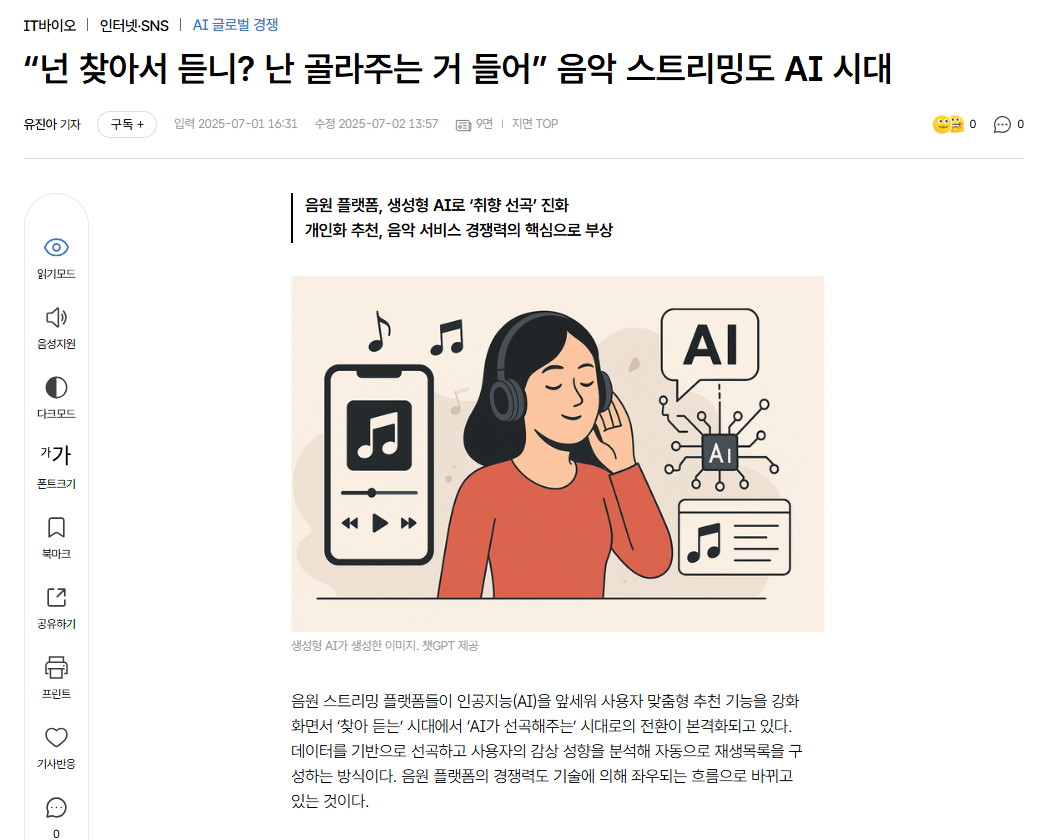 IT바이오 | 인터넷·SNS | AI 글로벌 경쟁
“넌 찾아서 듣니? 난 골라주는 거 들어” 음악 스트리밍도 AI 시대
유진아 기자 구독 + 입력 2025-07-01 16:31 수정 2025-07-02 13:57 9면 | 지면 TOP 0 0
읽기모드
음성지원
다크모드
가가
폰트크기
북마크
공유하기
프린트
기사반응
0
음원 플랫폼, 생성형 AI로 ‘취향 선곡’ 진화
개인화 추천, 음악 서비스 경쟁력의 핵심으로 부상
AI
AI
생성형 AI가 생성한 이미지. 챗GPT 제공
음원 스트리밍 플랫폼들이 인공지능(AI)을 앞세워 사용자 맞춤형 추천 기능을 강화
화면서 ‘찾아 듣는’ 시대에서 ‘AI가 선곡해주는’ 시대로의 전환이 본격화되고 있다.
데이터를 기반으로 선곡하고 사용자의 감상 성향을 분석해 자동으로 재생목록을 구
성하는 방식이다. 음원 플랫폼의 경쟁력도 기술에 의해 좌우되는 흐름으로 바뀌고
있는 것이다.